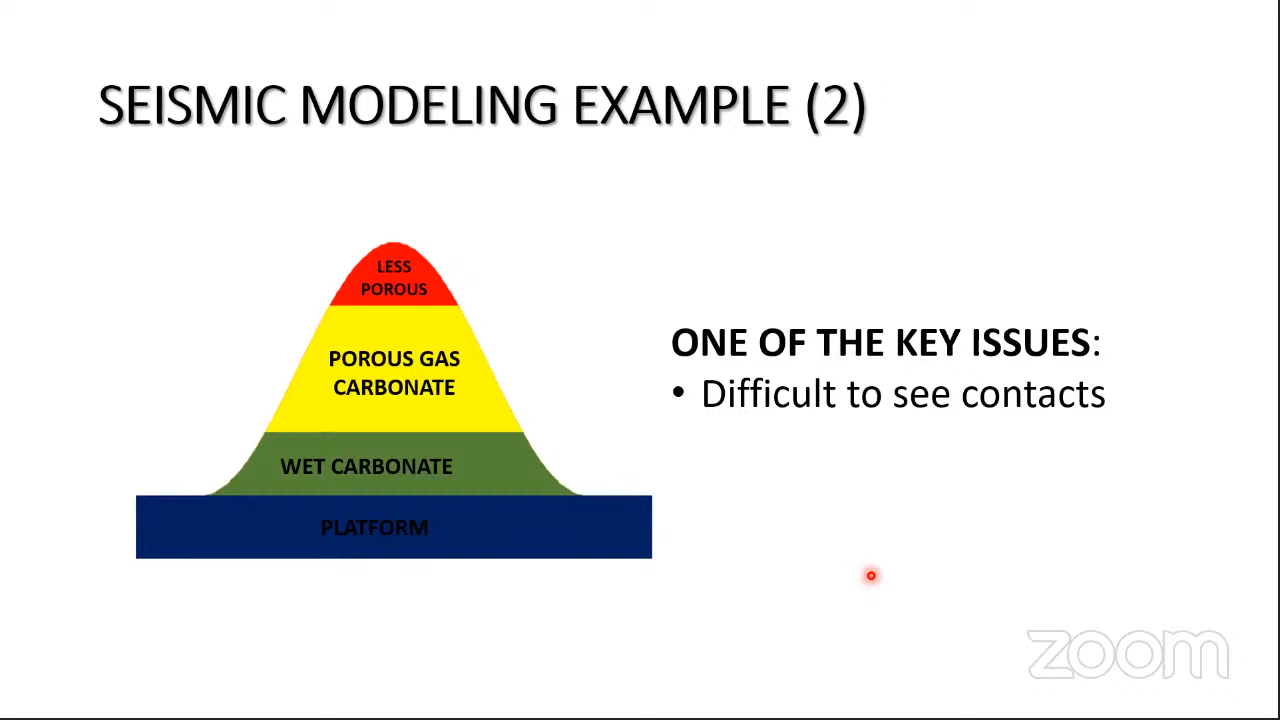 SEISMIC MODELING EXAMPLE (2)
LESS
POROUS
POROUS GAS
CARBONATE
WET CARBONATE
PLATFORM
ONE OF THE KEY ISSUES:
• Difficult to see contacts
zoom